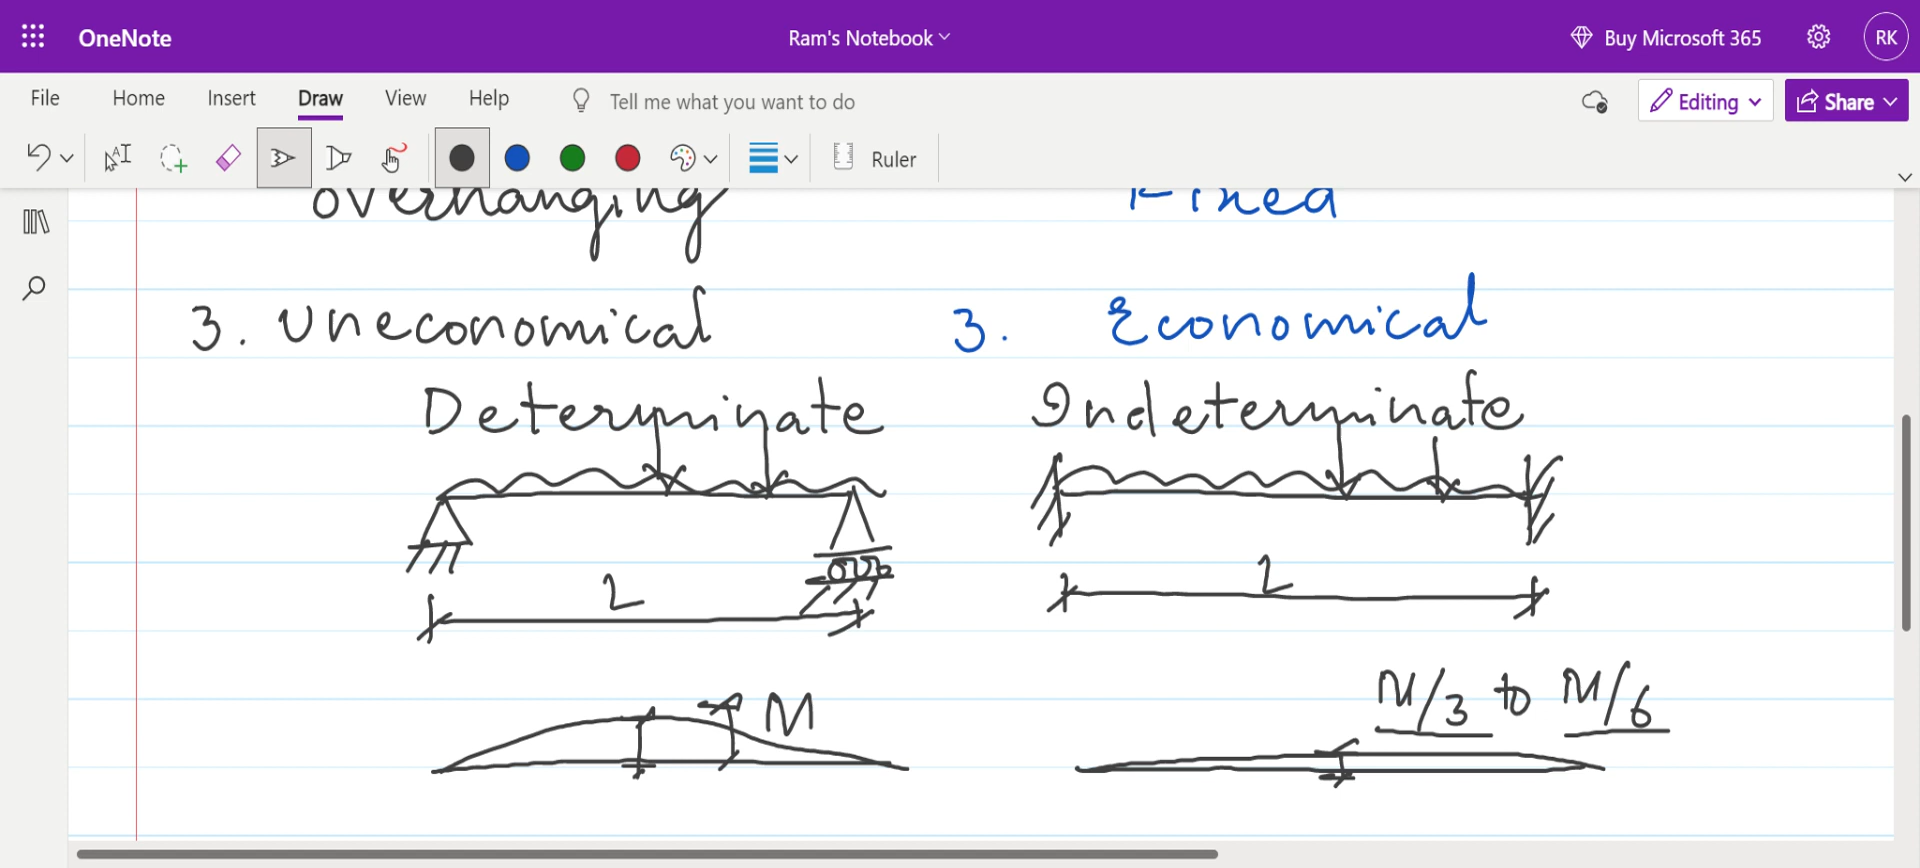 OneNote
Ram's Notebook
Buy Microsoft 365
RK
File Home Insert Draw View Help Tell me what you want to do
Editing Share
Ruler
overhanging Fixed
3. Uneconomical 3. Economical
Determinate Indeterminate
L L
M M/3 to M/6